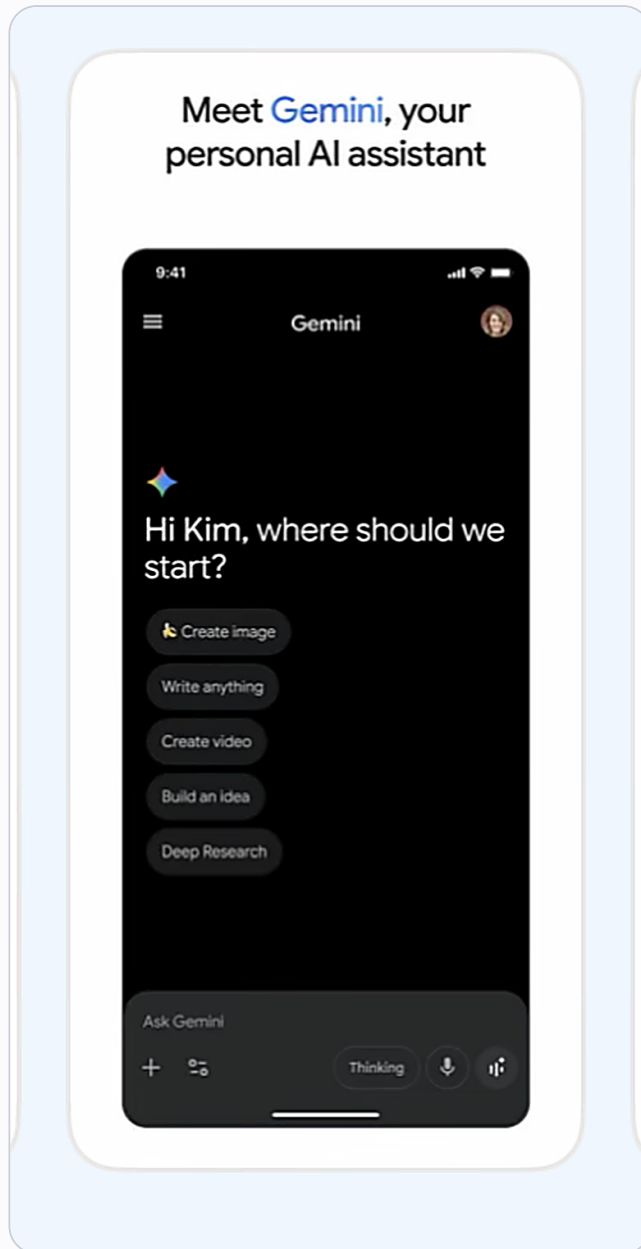 Meet Gemini, your
personal AI assistant
9:41
Gemini
Hi Kim, where should we
start?
Create image
Write anything
Create video
Build an idea
Deep Research
Ask Gemini
Thinking